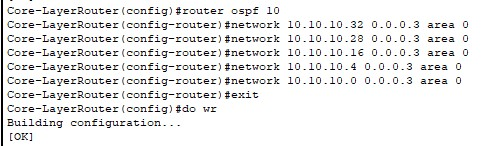 Core-LayerRouter(config)#router ospf 10
Core-LayerRouter(config-router)#network 10.10.10.32 0.0.0.3 area 0
Core-LayerRouter(config-router)#network 10.10.10.28 0.0.0.3 area 0
Core-LayerRouter(config-router)#network 10.10.10.16 0.0.0.3 area 0
Core-LayerRouter(config-router)#network 10.10.10.4 0.0.0.3 area 0
Core-LayerRouter(config-router)#network 10.10.10.0 0.0.0.3 area 0
Core-LayerRouter(config-router)#exit
Core-LayerRouter(config)#do wr
Building configuration...
[OK]